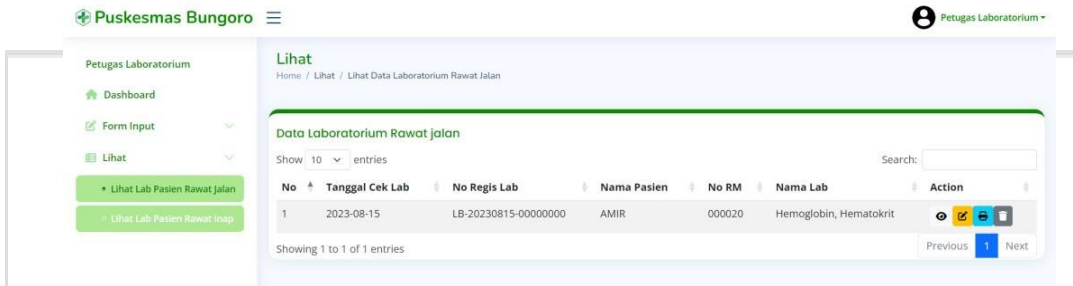 Puskesmas Bungoro
Petugas Laboratorium
Petugas Laboratorium
Dashboard
Form Input
Lihat
Lihat Lab Pasien Rawat Jalan
Lihat Lab Pasien Rawat Inap
Lihat
Home / Lihat / Lihat Data Laboratorium Rawat Jalan
Data Laboratorium Rawat jalan
Show 10 entries Search:
No Tanggal Cek Lab No Regis Lab Nama Pasien No RM Nama Lab Action
1 2023-08-15 LB-20230815-00000000 AMIR 000020 Hemoglobin, Hematokrit
Showing 1 to 1 of 1 entries Previous 1 Next